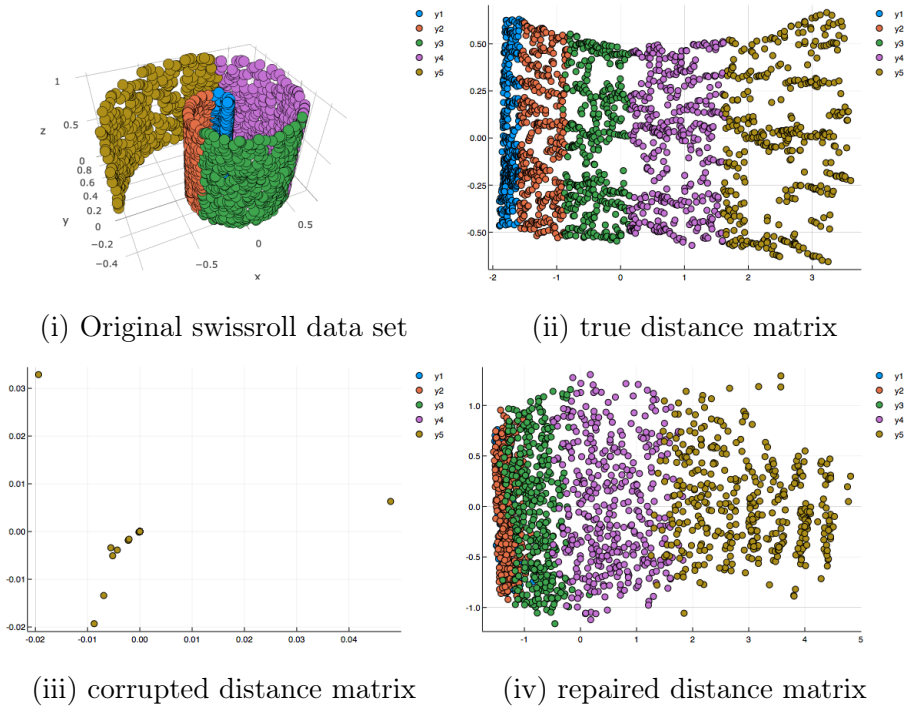 y1
y2
y3
y4
y5
1
0.5
z
0
0.8
0.6
0.4
0.2
0
y
−0.2
−0.4
−0.5
0
0.5
x
(i) Original swissroll data set
y1
y2
y3
y4
y5
0.50
0.25
0.00
-0.25
-0.50
-2
-1
0
1
2
3
(ii) true distance matrix
y1
y2
y3
y4
y5
0.03
0.02
0.01
0.00
-0.01
-0.02
-0.02
-0.01
0.00
0.01
0.02
0.03
0.04
(iii) corrupted distance matrix
y1
y2
y3
y4
y5
1.0
0.5
0.0
-0.5
-1.0
-1
0
1
2
3
4
5
(iv) repaired distance matrix